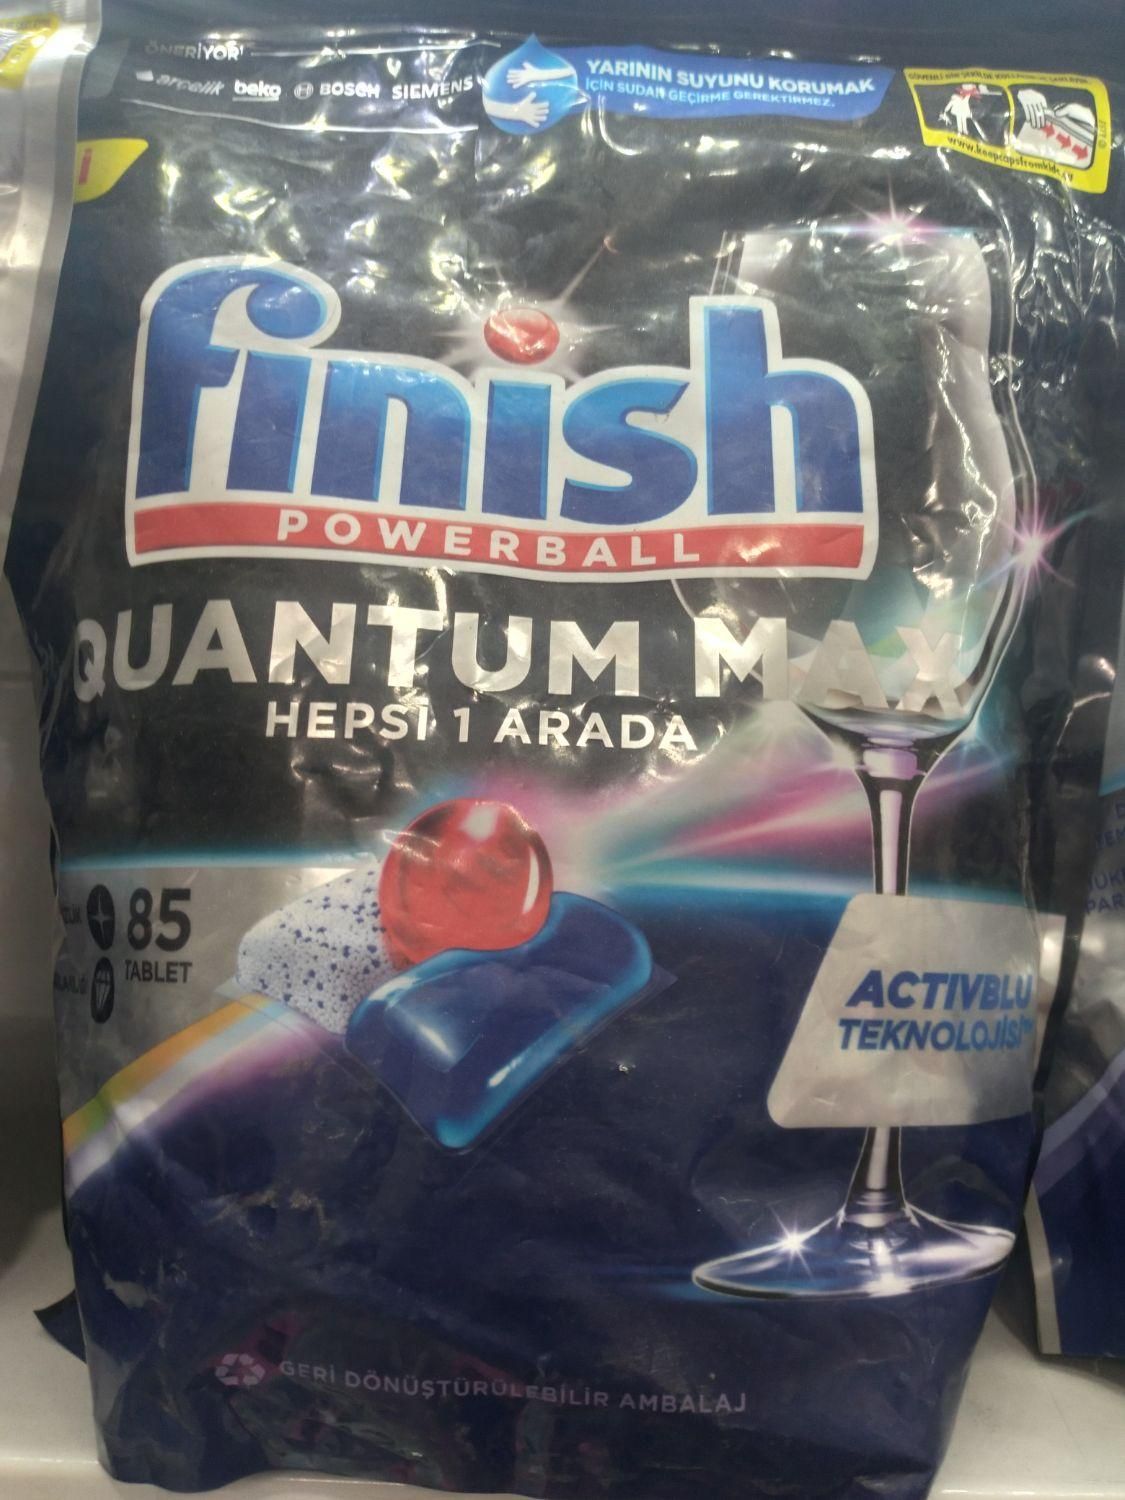 ÖNERİYOR
arcelik beko BOSCH SIEMENS
YARININ SUYUNU KORUMAK
İÇİN SUDAN GEÇİRME GEREKTİRMEZ.
www.keepcapsfromkids
finish
POWERBALL
QUANTUM MAX
HEPSİ 1 ARADA
85
TABLET
ACTIVBLU
TEKNOLOJİSİ
GERİ DÖNÜŞTÜRÜLEBİLİR AMBALAJ